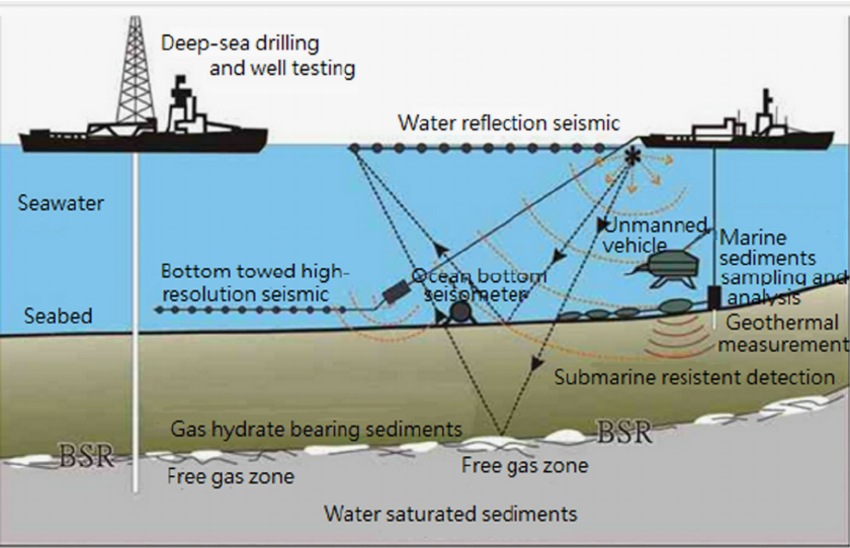 Deep-sea drilling
and well testing
Water reflection seismic
Seawater
Unmanned
vehicle
Marine
sediments
sampling and
analysis
Bottom towed high-
resolution seismic
Ocean bottom
seisometer
Seabed
Geothermal
measurement
Submarine resistent detection
Gas hydrate bearing sediments
BSR
BSR
Free gas zone
Free gas zone
Water saturated sediments